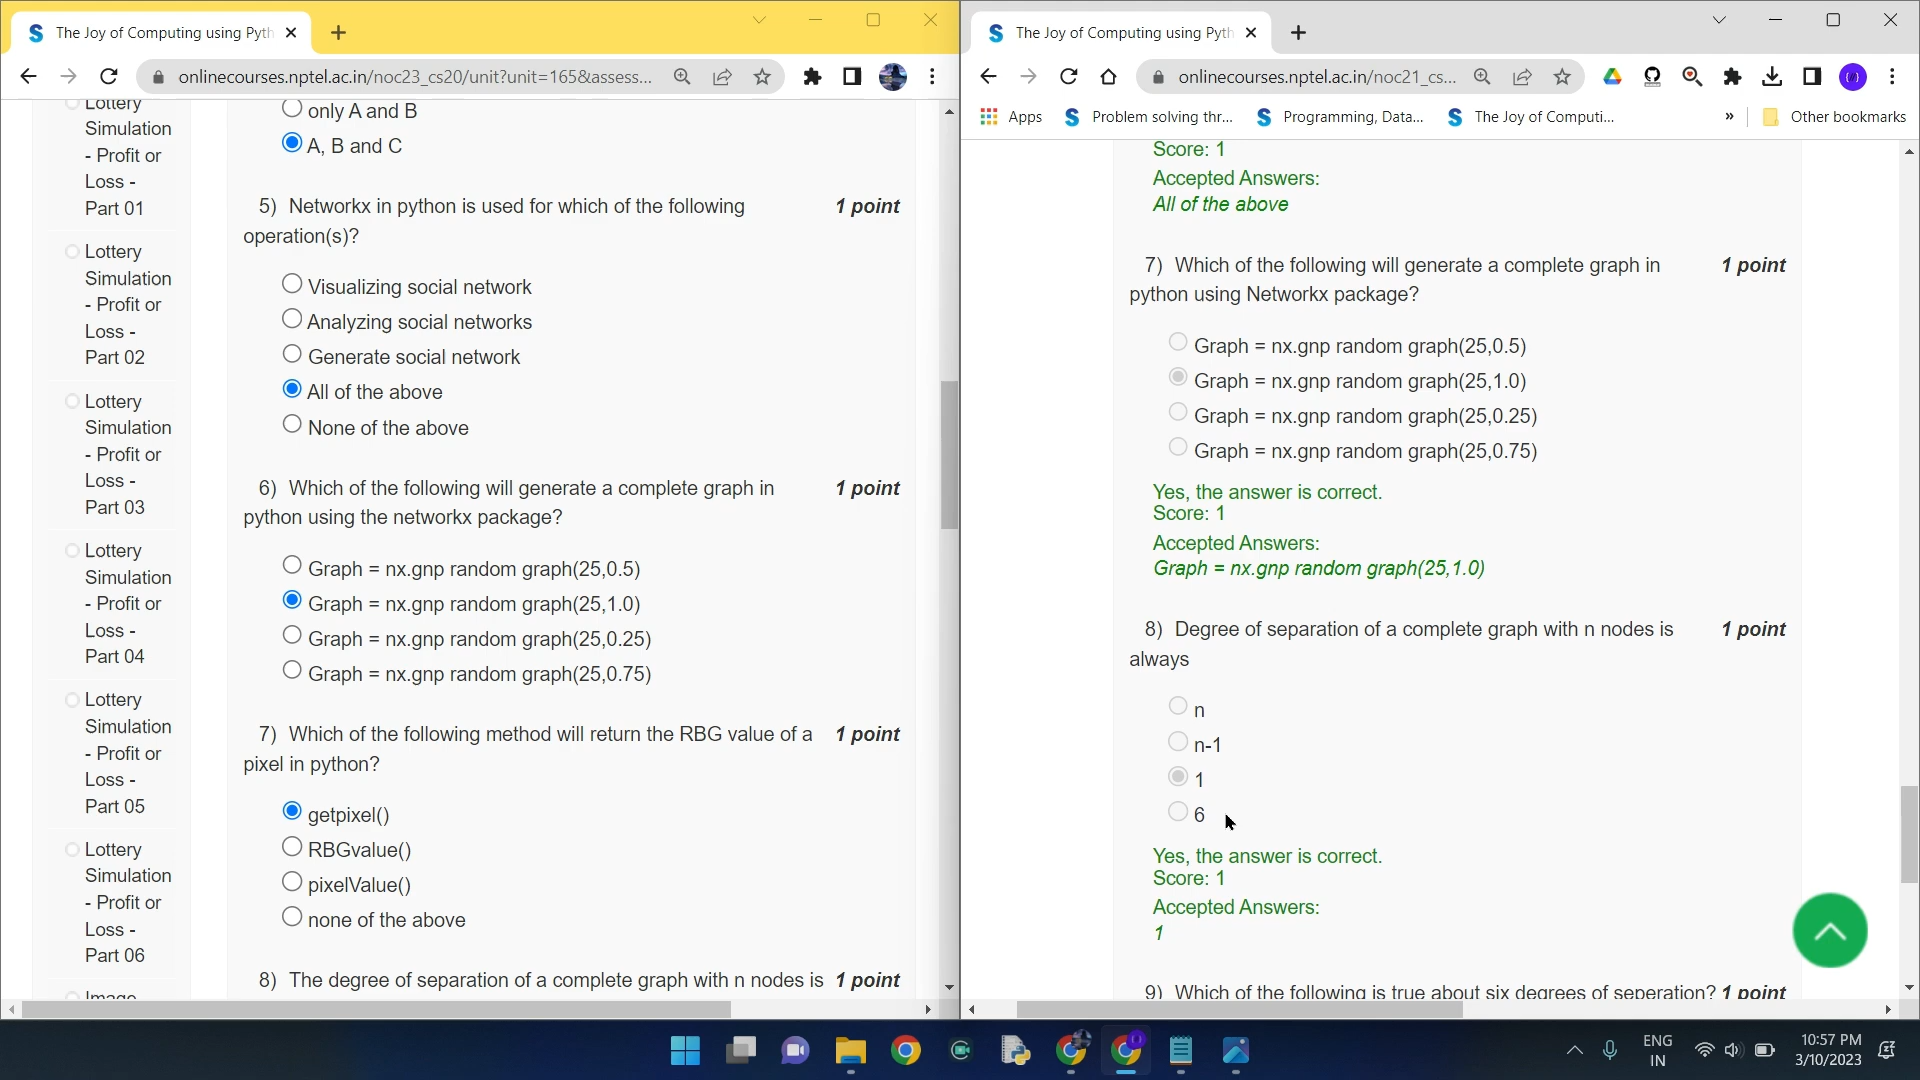 The Joy of Computing using Pyth
onlinecourses.nptel.ac.in/noc23_cs20/unit?unit=165&assess...
Lottery
Simulation
- Profit or
Loss -
Part 01
Lottery
Simulation
- Profit or
Loss -
Part 02
Lottery
Simulation
- Profit or
Loss -
Part 03
Lottery
Simulation
- Profit or
Loss -
Part 04
Lottery
Simulation
- Profit or
Loss -
Part 05
Lottery
Simulation
- Profit or
Loss -
Part 06
Image
only A and B
A, B and C
5) Networkx in python is used for which of the following 1 point
operation(s)?
Visualizing social network
Analyzing social networks
Generate social network
All of the above
None of the above
6) Which of the following will generate a complete graph in 1 point
python using the networkx package?
Graph = nx.gnp random graph(25,0.5)
Graph = nx.gnp random graph(25,1.0)
Graph = nx.gnp random graph(25,0.25)
Graph = nx.gnp random graph(25,0.75)
7) Which of the following method will return the RBG value of a 1 point
pixel in python?
getpixel()
RBGvalue()
pixelValue()
none of the above
8) The degree of separation of a complete graph with n nodes is 1 point
The Joy of Computing using Pyth
onlinecourses.nptel.ac.in/noc21_cs...
Apps Problem solving thr... Programming, Data... The Joy of Computi... » Other bookmarks
Score: 1
Accepted Answers:
All of the above
7) Which of the following will generate a complete graph in 1 point
python using Networkx package?
Graph = nx.gnp random graph(25,0.5)
Graph = nx.gnp random graph(25,1.0)
Graph = nx.gnp random graph(25,0.25)
Graph = nx.gnp random graph(25,0.75)
Yes, the answer is correct.
Score: 1
Accepted Answers:
Graph = nx.gnp random graph(25,1.0)
8) Degree of separation of a complete graph with n nodes is 1 point
always
n
n-1
1
6
Yes, the answer is correct.
Score: 1
Accepted Answers:
1
9) Which of the following is true about six degrees of seperation? 1 point
ENG
IN
10:57 PM
3/10/2023